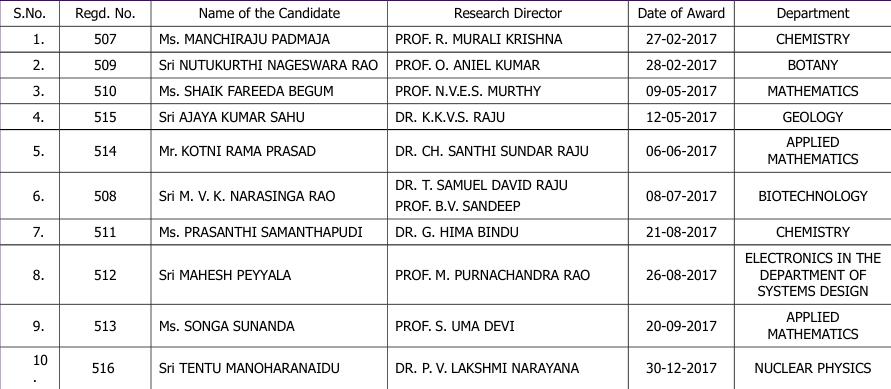 S.No. Regd. No. Name of the Candidate Research Director Date of Award Department
1. 507 Ms. MANCHIRAJU PADMAJA PROF. R. MURALI KRISHNA 27-02-2017 CHEMISTRY
2. 509 Sri NUTUKURTHI NAGESWARA RAO PROF. O. ANIEL KUMAR 28-02-2017 BOTANY
3. 510 Ms. SHAIK FAREEDA BEGUM PROF. N.V.E.S. MURTHY 09-05-2017 MATHEMATICS
4. 515 Sri AJAYA KUMAR SAHU DR. K.K.V.S. RAJU 12-05-2017 GEOLOGY
5. 514 Mr. KOTNI RAMA PRASAD DR. CH. SANTHI SUNDAR RAJU 06-06-2017 APPLIED
MATHEMATICS
6. 508 Sri M. V. K. NARASINGA RAO DR. T. SAMUEL DAVID RAJU
PROF. B.V. SANDEEP 08-07-2017 BIOTECHNOLOGY
7. 511 Ms. PRASANTHI SAMANTHAPUDI DR. G. HIMA BINDU 21-08-2017 CHEMISTRY
8. 512 Sri MAHESH PEYYALA PROF. M. PURNACHANDRA RAO 26-08-2017 ELECTRONICS IN THE
DEPARTMENT OF
SYSTEMS DESIGN
9. 513 Ms. SONGA SUNANDA PROF. S. UMA DEVI 20-09-2017 APPLIED
MATHEMATICS
10
. 516 Sri TENTU MANOHARANAIDU DR. P. V. LAKSHMI NARAYANA 30-12-2017 NUCLEAR PHYSICS